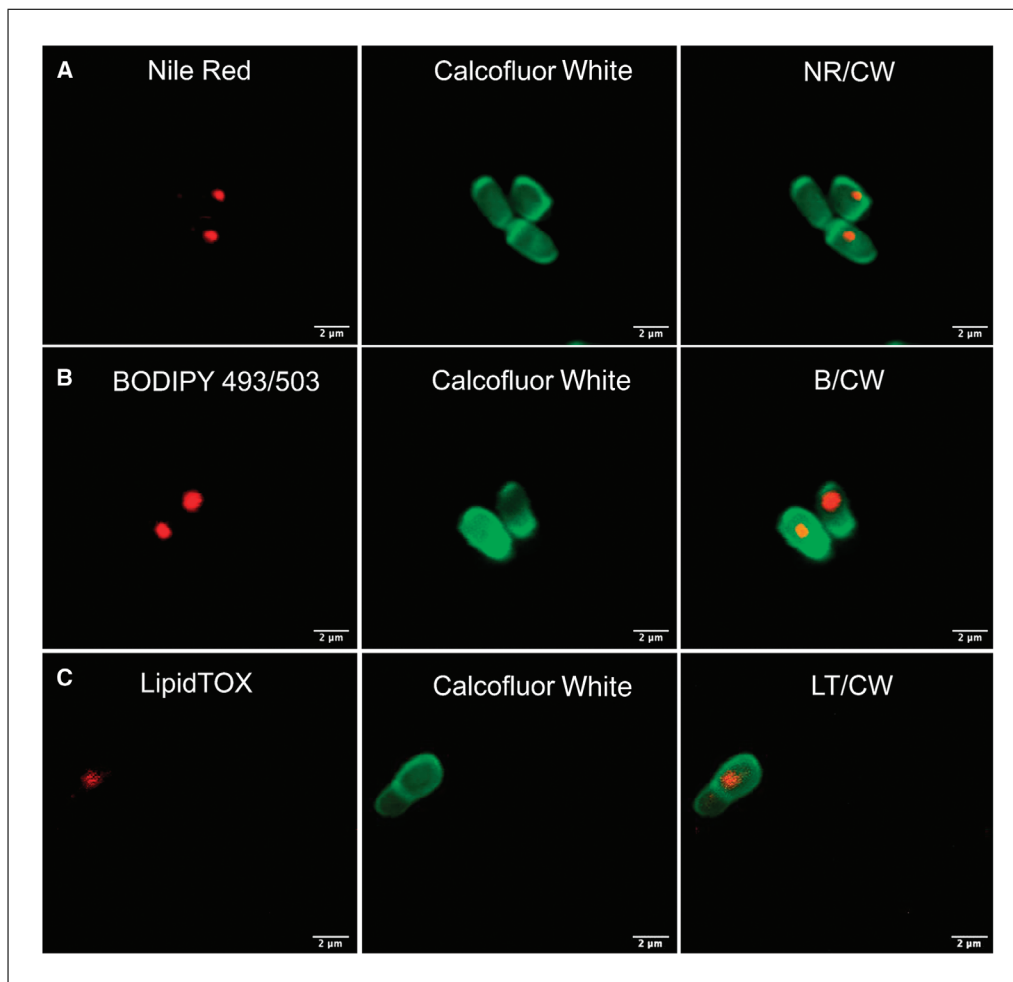 A
Nile Red
Calcofluor White
NR/CW
2 µm
2 µm
2 µm
B
BODIPY 493/503
Calcofluor White
B/CW
2 µm
2 µm
2 µm
C
LipidTOX
Calcofluor White
LT/CW
2 µm
2 µm
2 µm